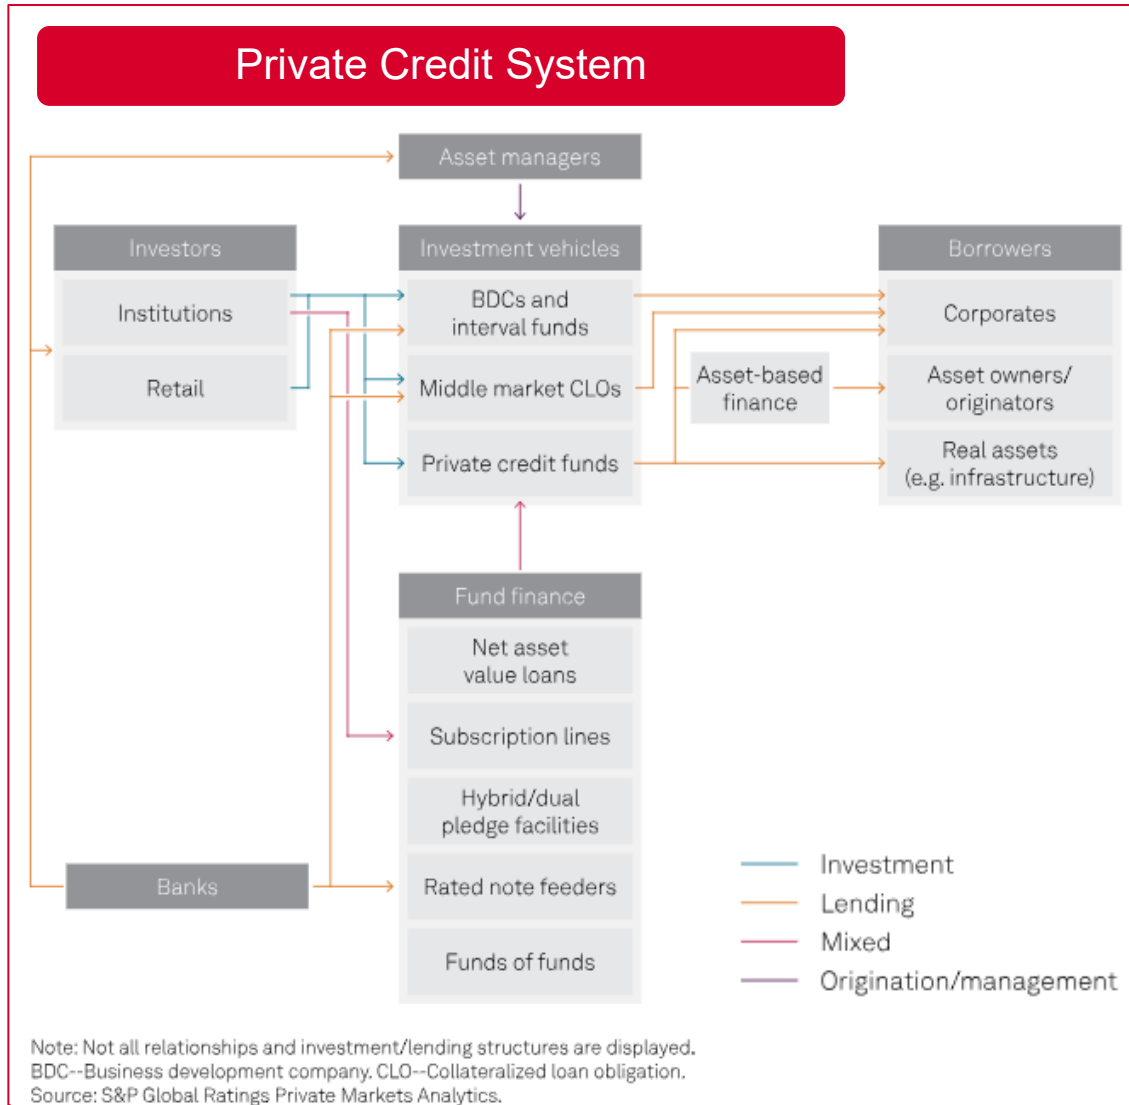 Private Credit System
Asset managers
Investors
Institutions
Retail
Investment vehicles
BDCs and
interval funds
Middle market CLOs
Private credit funds
Asset-based
finance
Borrowers
Corporates
Asset owners/
originators
Real assets
(e.g. infrastructure)
Fund finance
Net asset
value loans
Subscription lines
Hybrid/dual
pledge facilities
Rated note feeders
Funds of funds
Banks
Investment
Lending
Mixed
Origination/management
Note: Not all relationships and investment/lending structures are displayed.
BDC--Business development company. CLO--Collateralized loan obligation.
Source: S&P Global Ratings Private Markets Analytics.